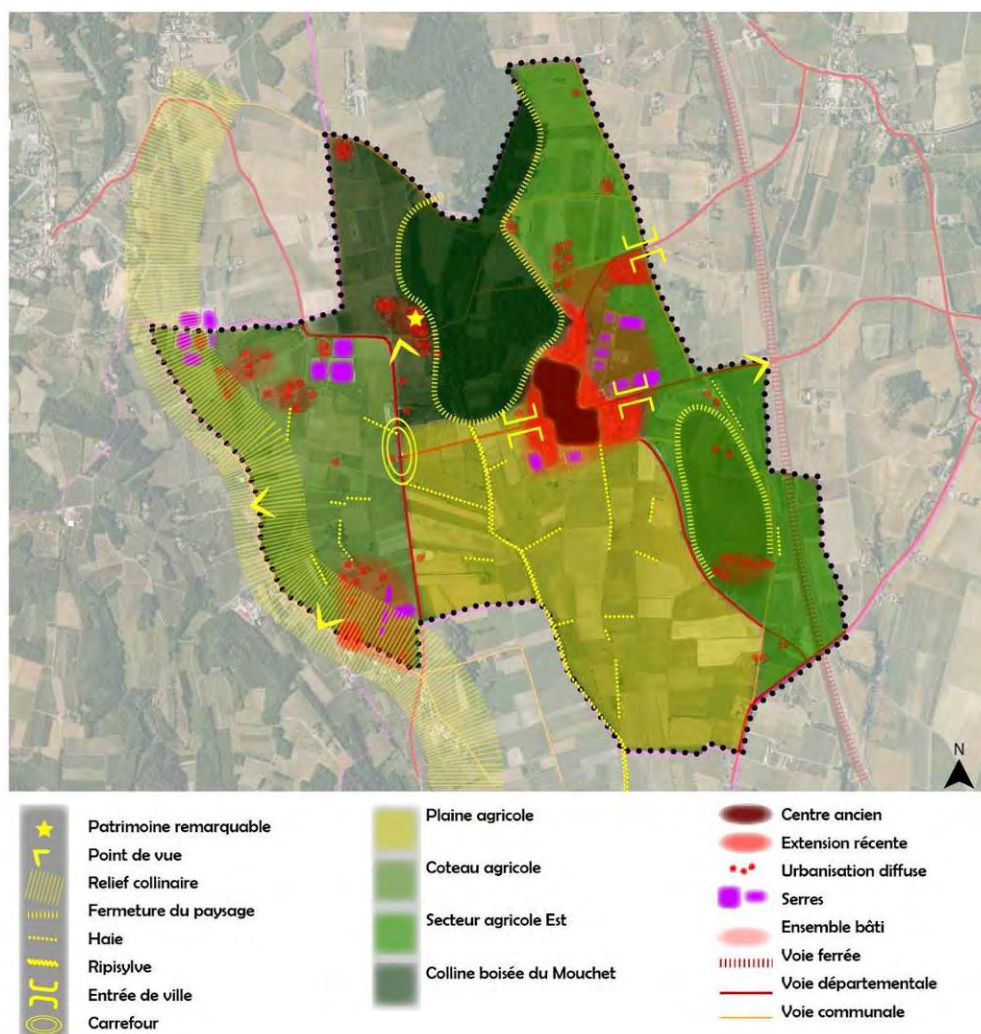 N
Patrimoine remarquable
Point de vue
Relief collinaire
Fermeture du paysage
Haie
Ripisylve
Entrée de ville
Carrefour
Plaine agricole
Coteau agricole
Secteur agricole Est
Colline boisée du Mouchet
Centre ancien
Extension récente
Urbanisation diffuse
Serres
Ensemble bâti
Voie ferrée
Voie départementale
Voie communale